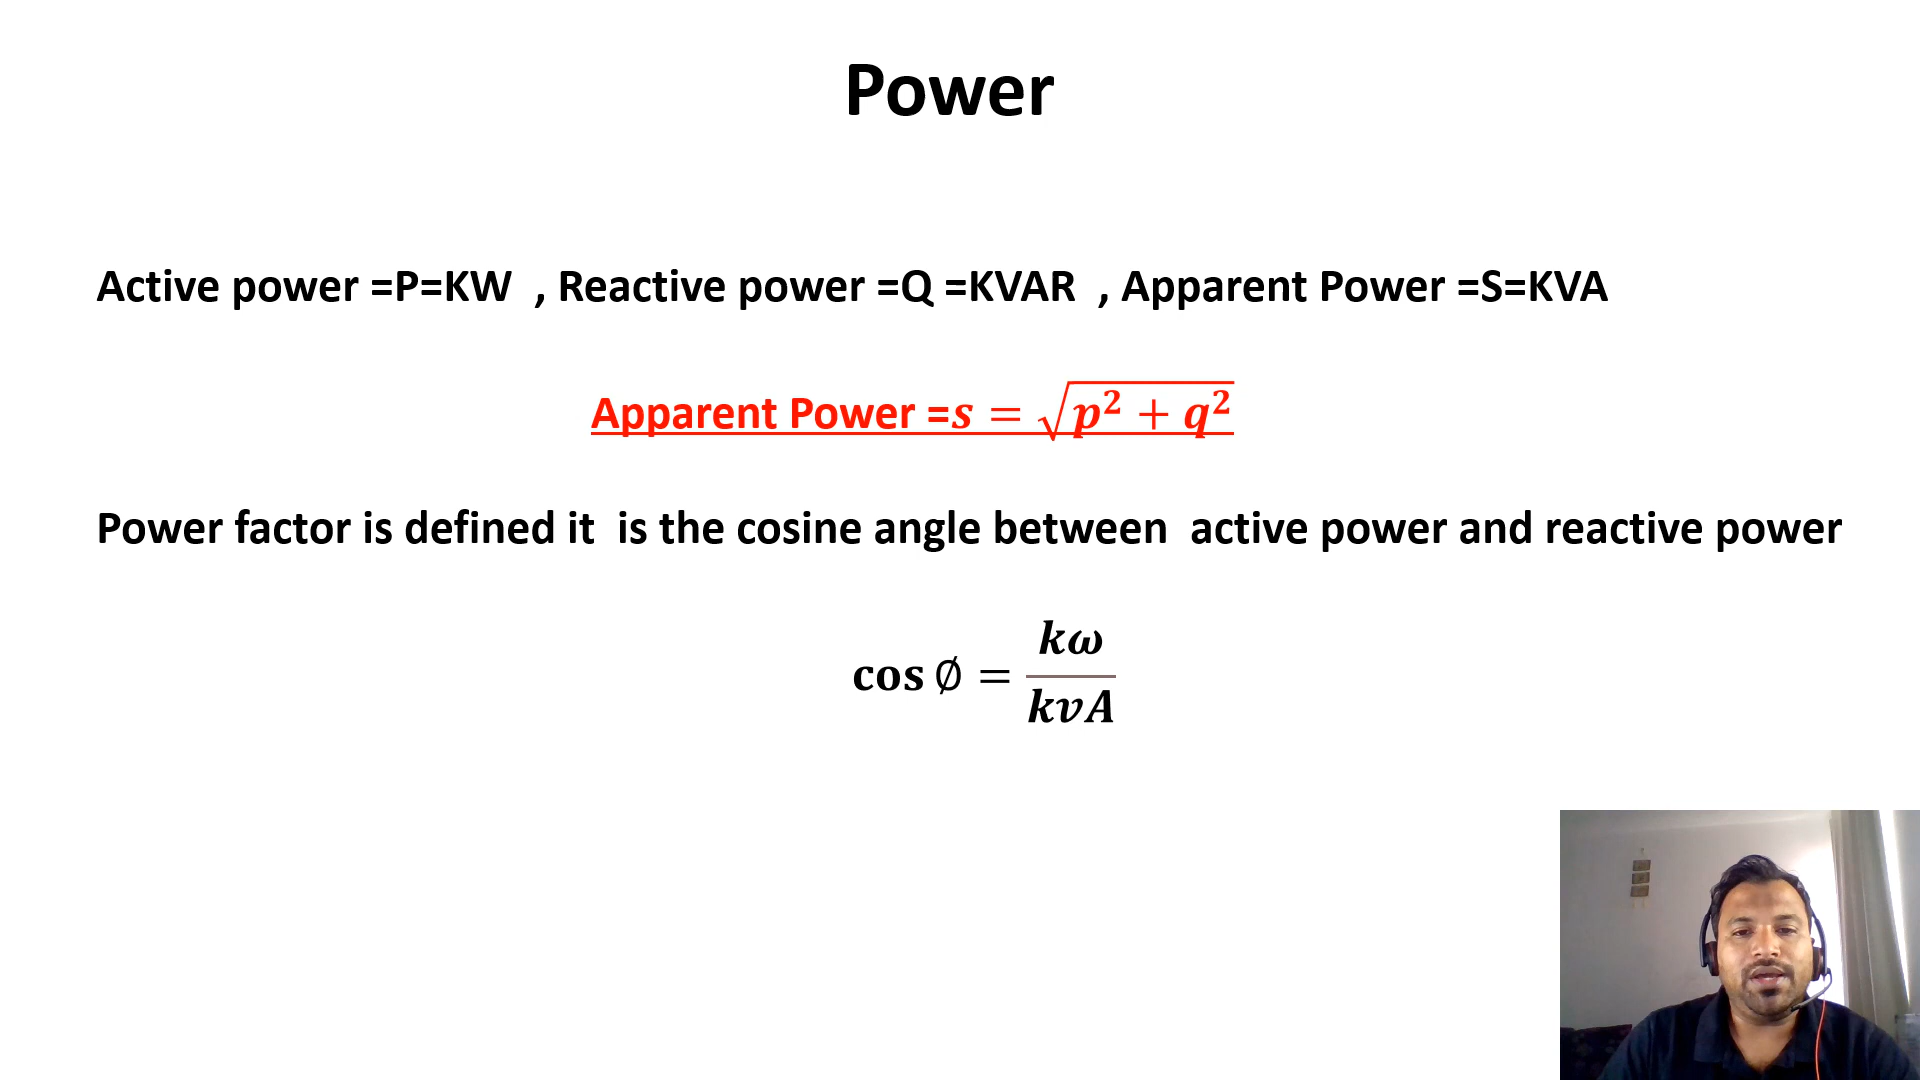 Power
Active power =P=KW , Reactive power =Q =KVAR , Apparent Power =S=KVA
Apparent Power =s = √(p² + q²)
Power factor is defined it is the cosine angle between active power and reactive power
cos ∅ = kω / kvA